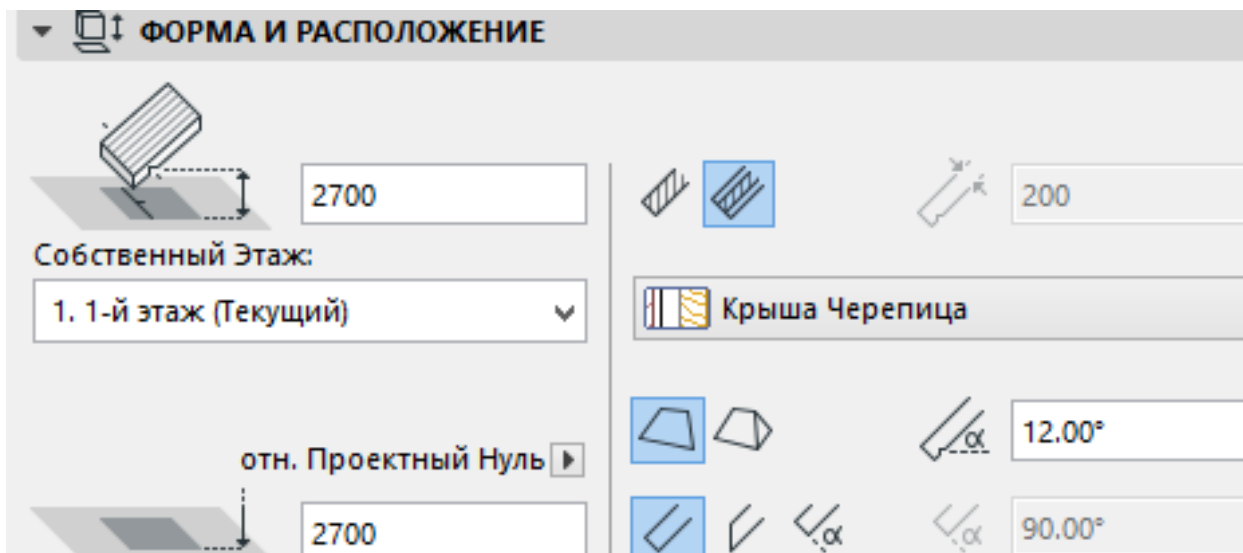 ФОРМА И РАСПОЛОЖЕНИЕ
2700
200
Собственный Этаж:
1. 1-й этаж (Текущий)
Крыша Черепица
α
12.00°
отн. Проектный Нуль
2700
α
α
90.00°